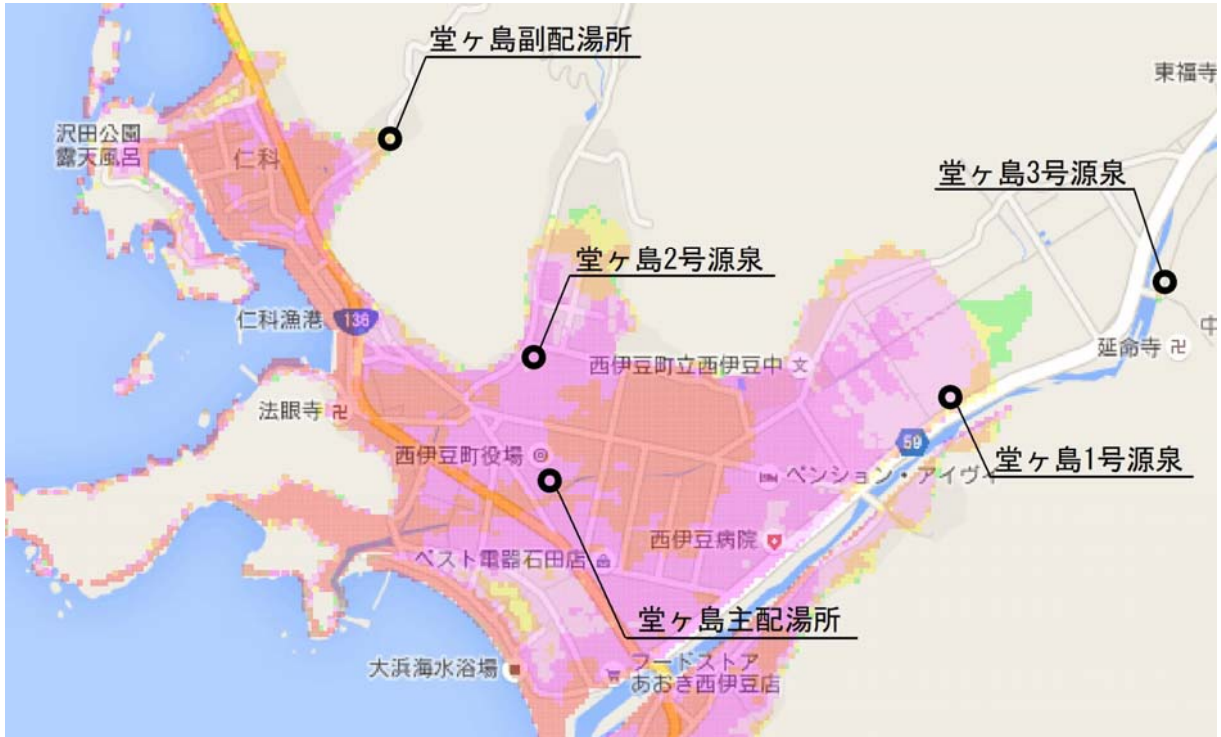 堂ヶ島副配湯所
東福寺
沢田公園
露天風呂
仁科
堂ヶ島3号源泉
堂ヶ島2号源泉
仁科漁港
136
中
延命寺
西伊豆町立西伊豆中
法眼寺
59
西伊豆町役場
堂ヶ島1号源泉
ペンション・アイヴィ
西伊豆病院
ベスト電器石田店
堂ヶ島主配湯所
大浜海水浴場
フードストア
あおき西伊豆店